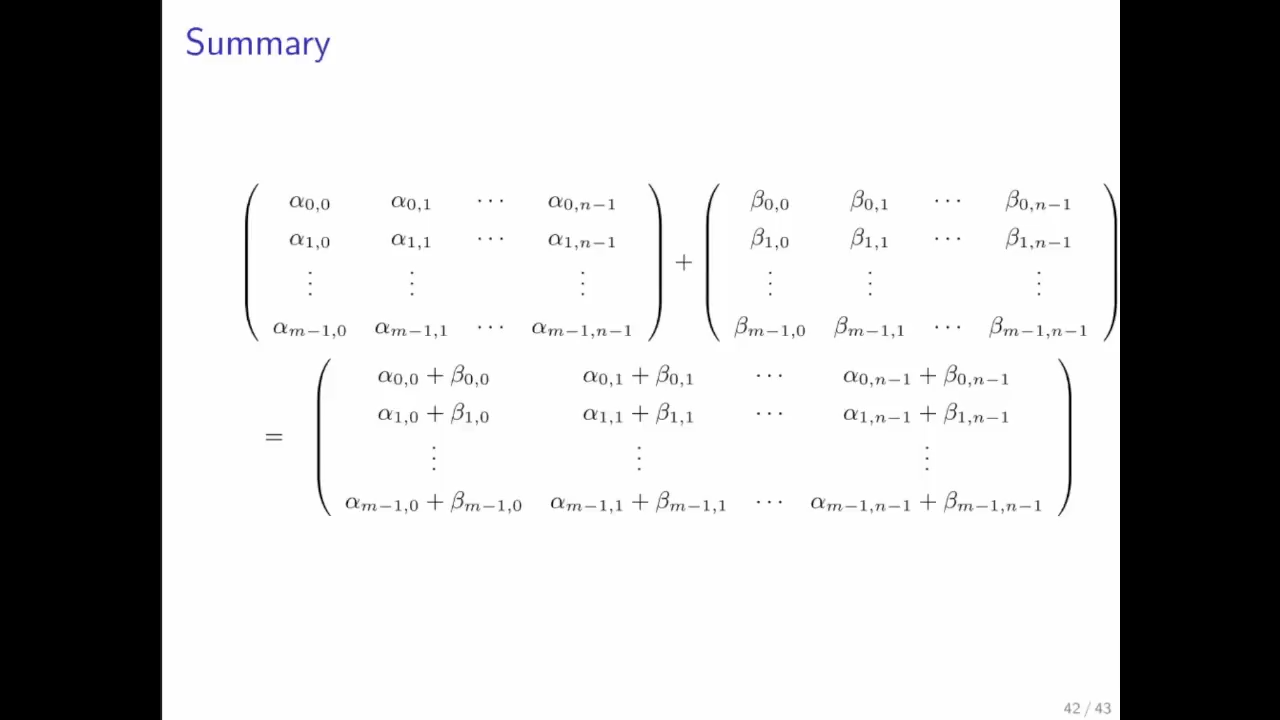 Summary
α0,0 α0,1 ⋯ α0,n−1 β0,0 β0,1 ⋯ β0,n−1
α1,0 α1,1 ⋯ α1,n−1 β1,0 β1,1 ⋯ β1,n−1
⋮ ⋮ ⋮ + ⋮ ⋮ ⋮
αm−1,0 αm−1,1 ⋯ αm−1,n−1 βm−1,0 βm−1,1 ⋯ βm−1,n−1
α0,0 + β0,0 α0,1 + β0,1 ⋯ α0,n−1 + β0,n−1
α1,0 + β1,0 α1,1 + β1,1 ⋯ α1,n−1 + β1,n−1
= ⋮ ⋮ ⋮
αm−1,0 + βm−1,0 αm−1,1 + βm−1,1 ⋯ αm−1,n−1 + βm−1,n−1
42 / 43